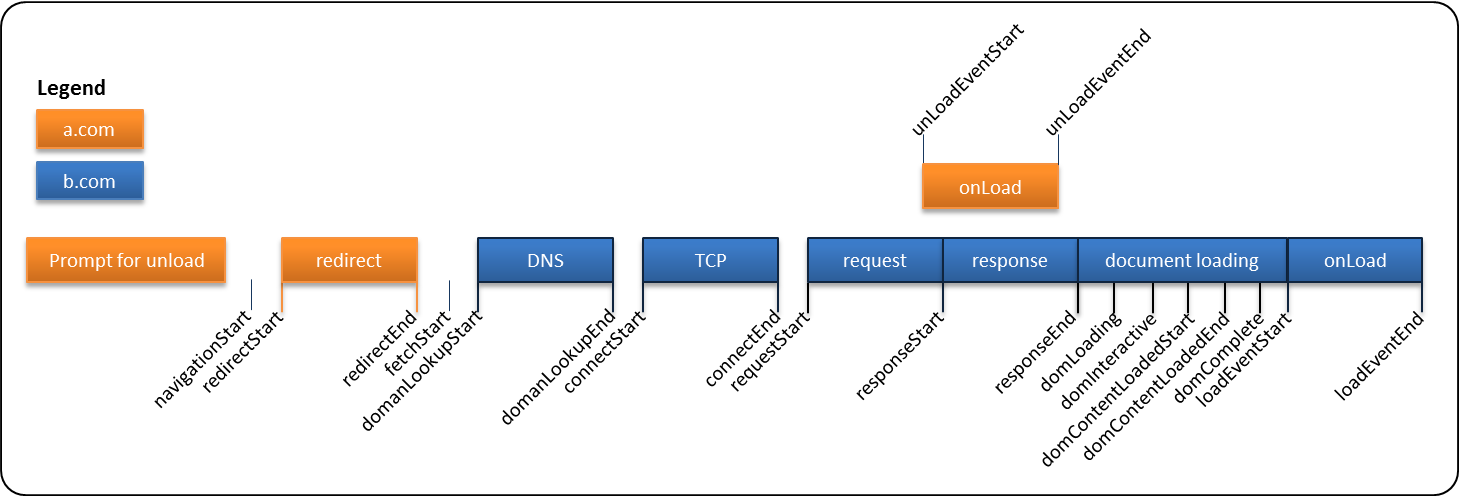 unLoadEventStart
unLoadEventEnd
Legend
a.com
b.com
onLoad
Prompt for unload
redirect
DNS
TCP
request
response
document loading
onLoad
navigationStart
redirectStart
redirectEnd
fetchStart
domanLookupStart
domanLookupEnd
connectStart
connectEnd
requestStart
responseStart
responseEnd
domLoading
domInteractive
domContentLoadedStart
domContentLoadedEnd
domComplete
loadEventStart
loadEventEnd